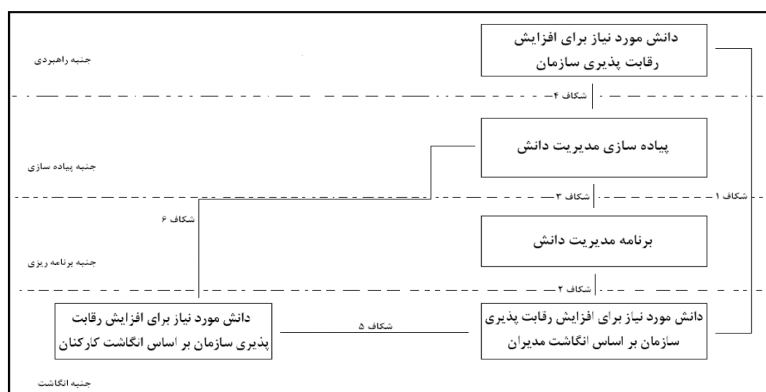 دانش مورد نیاز برای افزایش
رقابت پذیری سازمان
جنبه راهبردی
شکاف ۴
پیاده سازی مدیریت دانش
جنبه پیاده سازی
شکاف ۳
شکاف ۱
شکاف ۶
برنامه مدیریت دانش
جنبه برنامه ریزی
شکاف ۲
دانش مورد نیاز برای افزایش رقابت پذیری
سازمان بر اساس انگاشت مدیران
شکاف ۵
دانش مورد نیاز برای افزایش رقابت
پذیری سازمان بر اساس انگاشت کارکنان
جنبه انگاشت